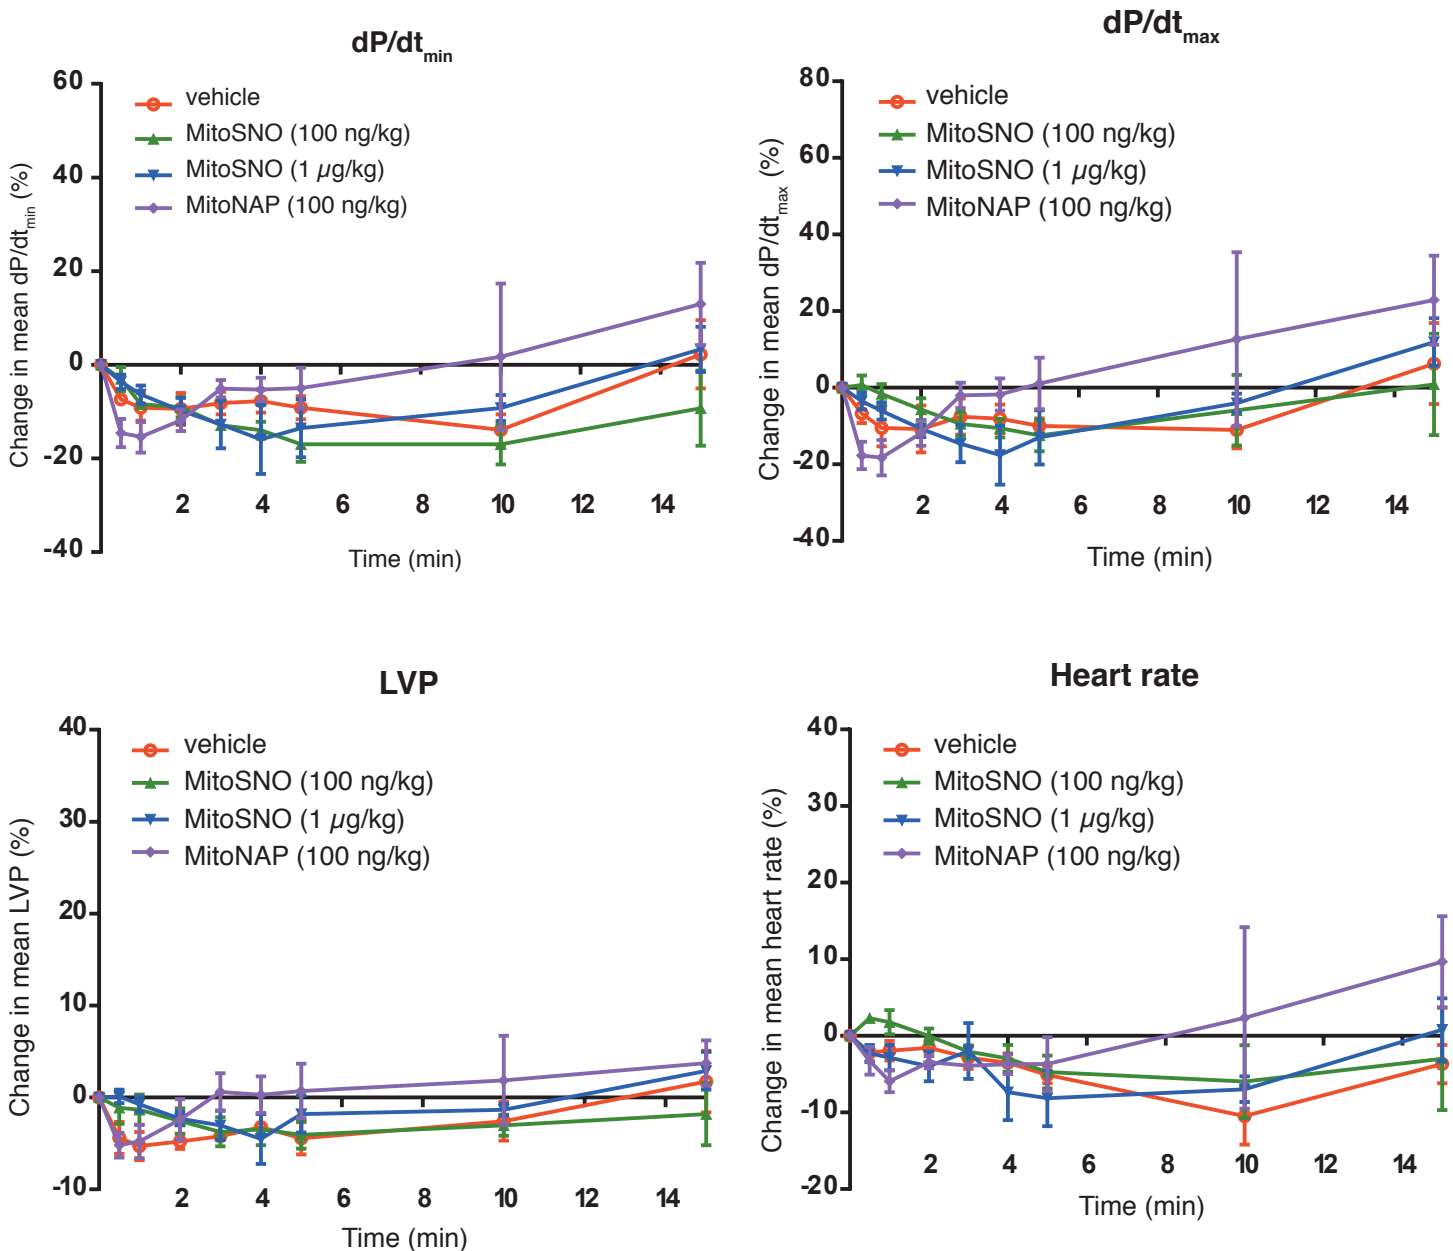 dP/dtmin
60
40
20
0
-20
-40
Change in mean dP/dtmin (%)
vehicle
MitoSNO (100 ng/kg)
MitoSNO (1 µg/kg)
MitoNAP (100 ng/kg)
2 4 6 8 10 12 14
Time (min)
dP/dtmax
80
60
40
20
0
-20
-40
Change in mean dP/dtmax (%)
vehicle
MitoSNO (100 ng/kg)
MitoSNO (1 µg/kg)
MitoNAP (100 ng/kg)
2 4 6 8 10 12 14
Time (min)
LVP
40
30
20
10
0
-10
Change in mean LVP (%)
vehicle
MitoSNO (100 ng/kg)
MitoSNO (1 µg/kg)
MitoNAP (100 ng/kg)
2 4 6 8 10 12 14
Time (min)
Heart rate
40
30
20
10
0
-10
-20
Change in mean heart rate (%)
vehicle
MitoSNO (100 ng/kg)
MitoSNO (1 µg/kg)
MitoNAP (100 ng/kg)
2 4 6 8 10 12 14
Time (min)